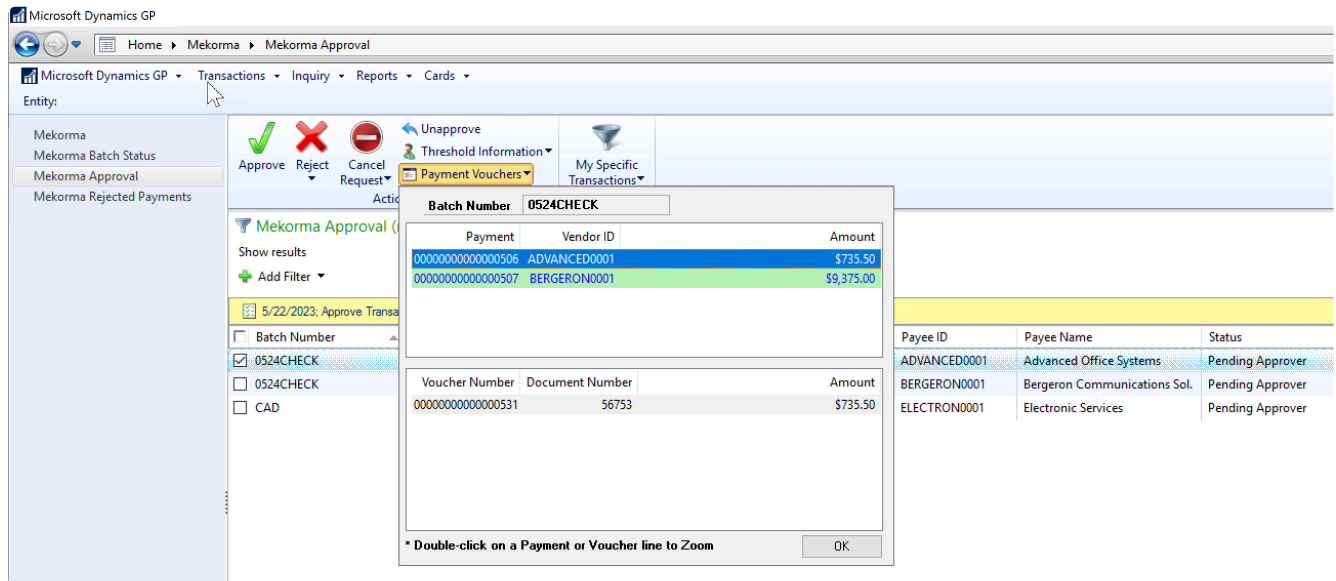 Microsoft Dynamics GP
Home Mekorma Mekorma Approval
Microsoft Dynamics GP Transactions Inquiry Reports Cards
Entity:
Mekorma
Mekorma Batch Status
Mekorma Approval
Mekorma Rejected Payments
Approve
Reject
Cancel
Request
Unapprove
Threshold Information
Payment Vouchers
My Specific
Transactions
Actio
Mekorma Approval (
Show results
Add Filter
5/22/2023; Approve Transa
Batch Number 0524CHECK
Payment Vendor ID Amount
00000000000000506 ADVANCED0001 $735.50
00000000000000507 BERGERON0001 $9,375.00
Voucher Number Document Number Amount
00000000000000531 56753 $735.50
* Double-click on a Payment or Voucher line to Zoom OK
Batch Number Payee ID Payee Name Status
0524CHECK ADVANCED0001 Advanced Office Systems Pending Approver
0524CHECK BERGERON0001 Bergeron Communications Sol. Pending Approver
CAD ELECTRON0001 Electronic Services Pending Approver